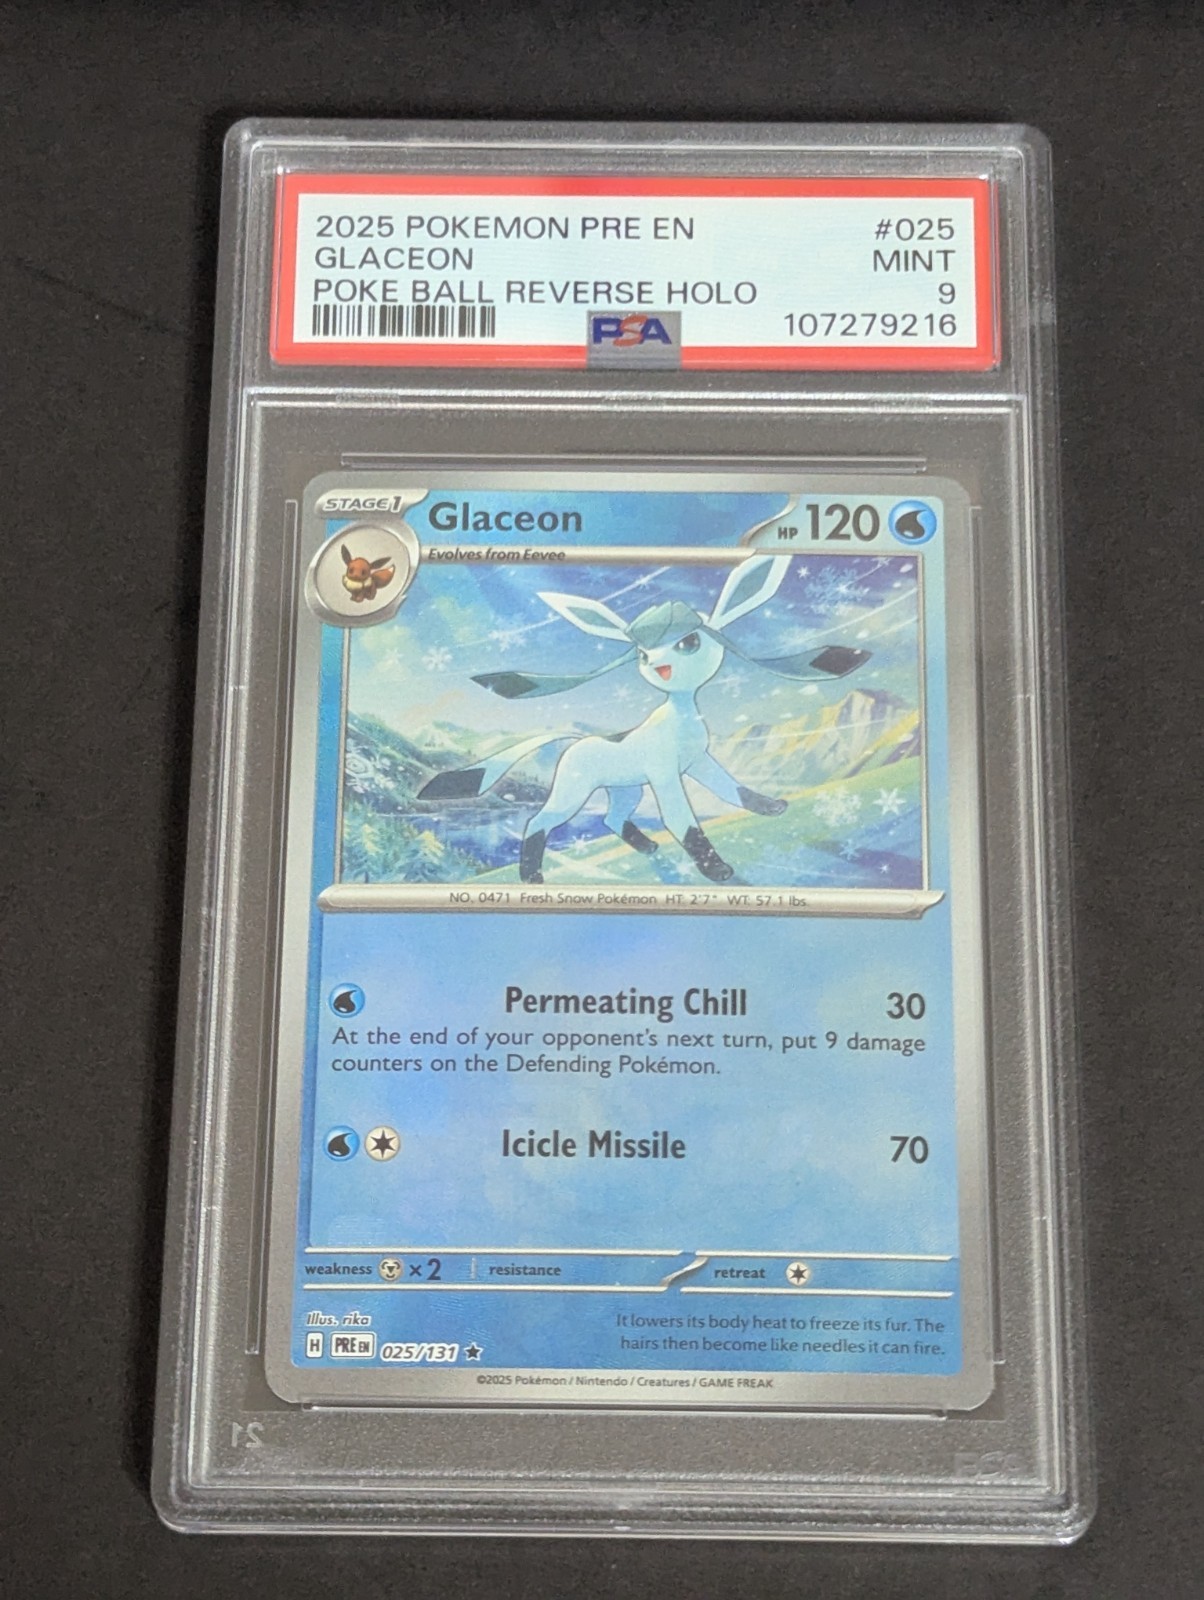 2025 POKEMON PRE EN #025
GLACEON MINT
POKE BALL REVERSE HOLO 9
PSA 107279216
STAGE1 Glaceon HP 120
Evolves from Eevee
NO. 0471 Fresh Snow Pokémon HT: 2'7" WT: 57.1 lbs.
Permeating Chill 30
At the end of your opponent's next turn, put 9 damage
counters on the Defending Pokémon.
Icicle Missile 70
weakness ×2 resistance retreat
Illus. rika
It lowers its body heat to freeze its fur. The
hairs then become like needles it can fire.
H PRE EN 025/131
©2025 Pokémon / Nintendo / Creatures / GAME FREAK
21